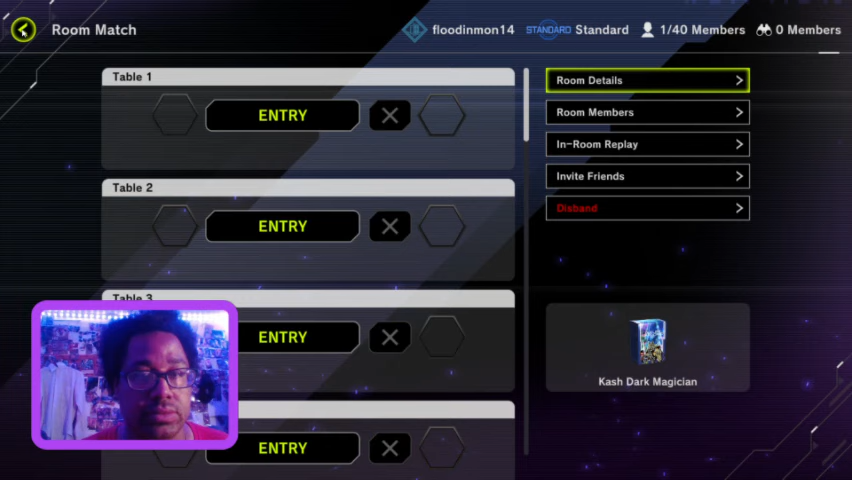 Room Match
floodinmon14
STANDARD Standard
1/40 Members
0 Members
Table 1
ENTRY
Table 2
ENTRY
Table 3
ENTRY
ENTRY
Room Details
Room Members
In-Room Replay
Invite Friends
Disband
Kash Dark Magician